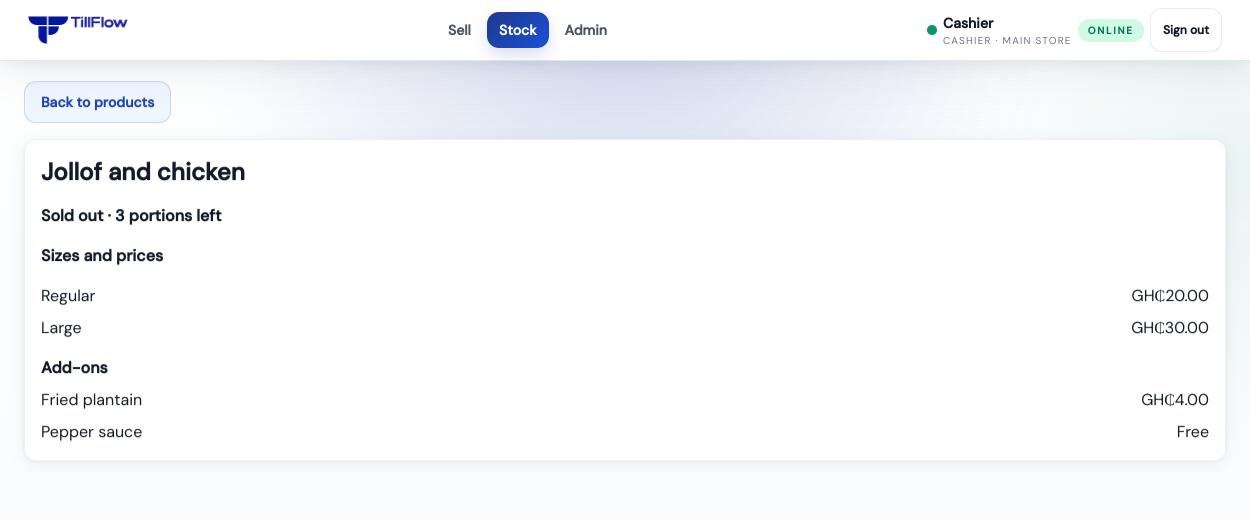 TillFlow
Sell
Stock
Admin
Cashier
CASHIER · MAIN STORE
ONLINE
Sign out
Back to products
Jollof and chicken
Sold out · 3 portions left
Sizes and prices
Regular GH₵20.00
Large GH₵30.00
Add-ons
Fried plantain GH₵4.00
Pepper sauce Free